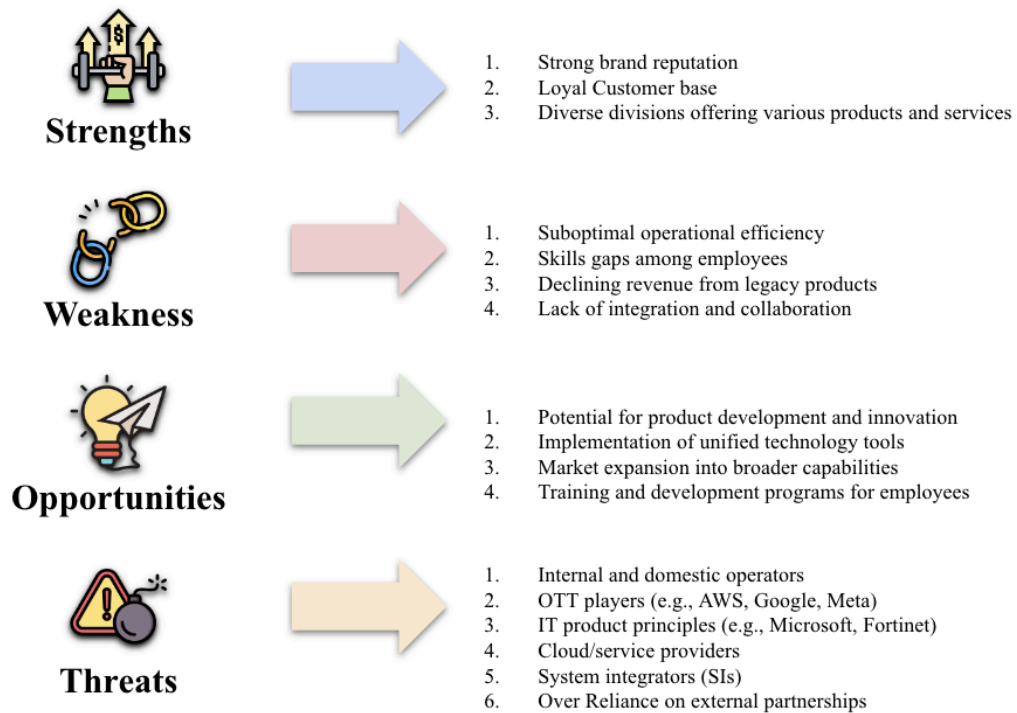 $
Strengths
1. Strong brand reputation
2. Loyal Customer base
3. Diverse divisions offering various products and services
Weakness
1. Suboptimal operational efficiency
2. Skills gaps among employees
3. Declining revenue from legacy products
4. Lack of integration and collaboration
Opportunities
1. Potential for product development and innovation
2. Implementation of unified technology tools
3. Market expansion into broader capabilities
4. Training and development programs for employees
!
Threats
1. Internal and domestic operators
2. OTT players (e.g., AWS, Google, Meta)
3. IT product principles (e.g., Microsoft, Fortinet)
4. Cloud/service providers
5. System integrators (SIs)
6. Over Reliance on external partnerships